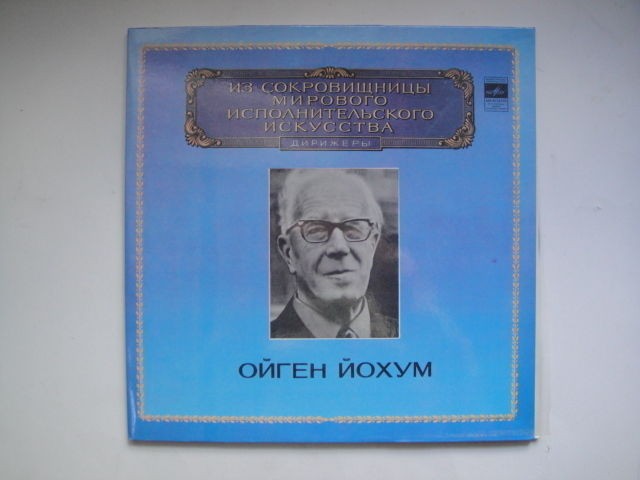 ИЗ СОКРОВИЩНИЦЫ
МИРОВОГО
ИСПОЛНИТЕЛЬСКОГО
ИСКУССТВА
ДИРИЖЕРЫ
ОЙГЕН ЙОХУМ